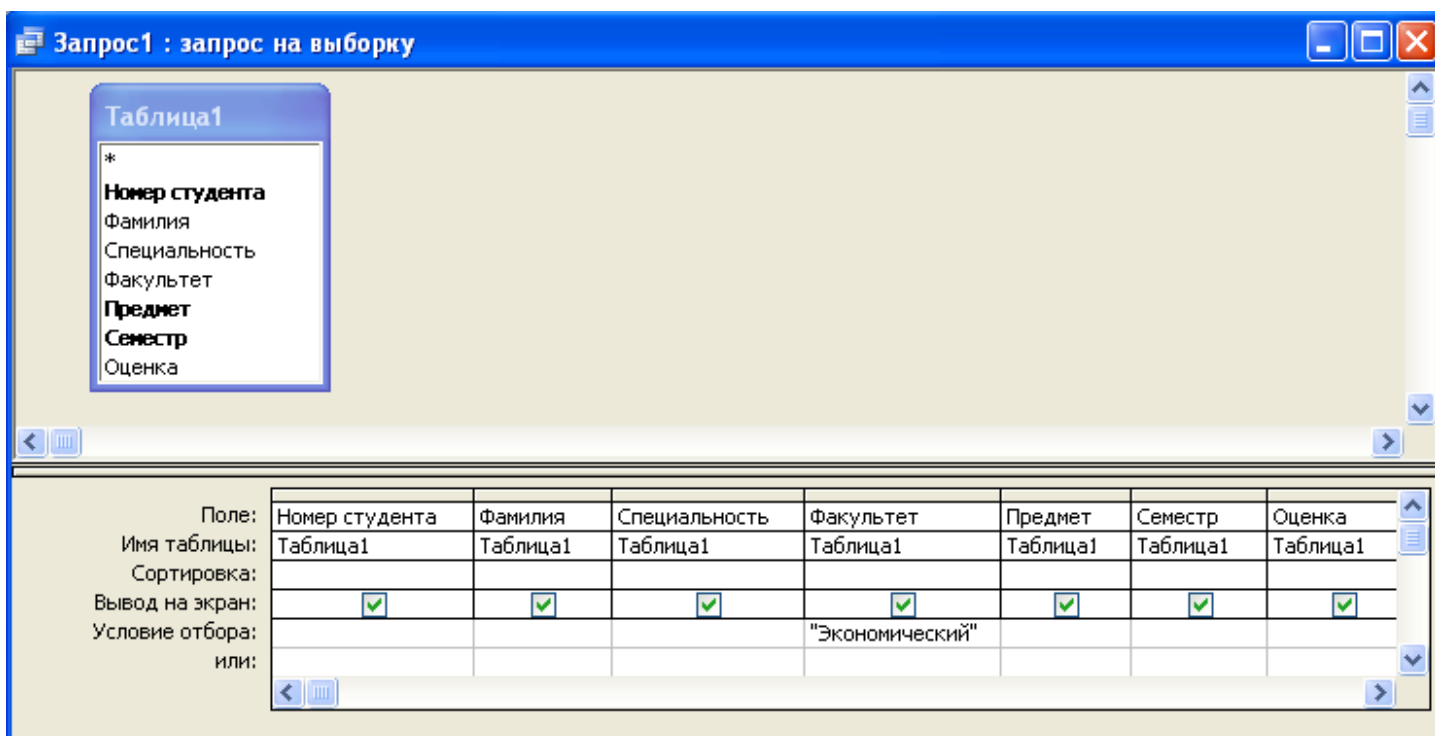 Запрос1 : запрос на выборку
Таблица1
*
Номер студента
Фамилия
Специальность
Факультет
Предмет
Семестр
Оценка
Поле: Номер студента Фамилия Специальность Факультет Предмет Семестр Оценка
Имя таблицы: Таблица1 Таблица1 Таблица1 Таблица1 Таблица1 Таблица1 Таблица1
Сортировка:
Вывод на экран:
Условие отбора: "Экономический"
или: